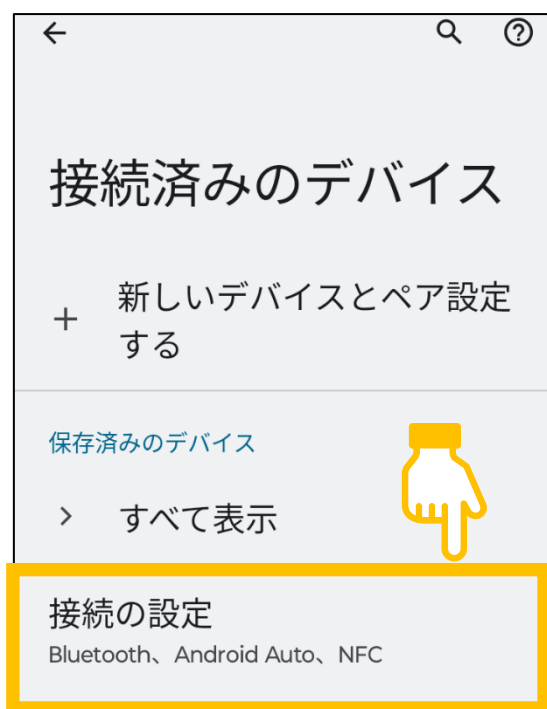 接続済みのデバイス
新しいデバイスとペア設定
する
保存済みのデバイス
すべて表示
接続の設定
Bluetooth、Android Auto、NFC